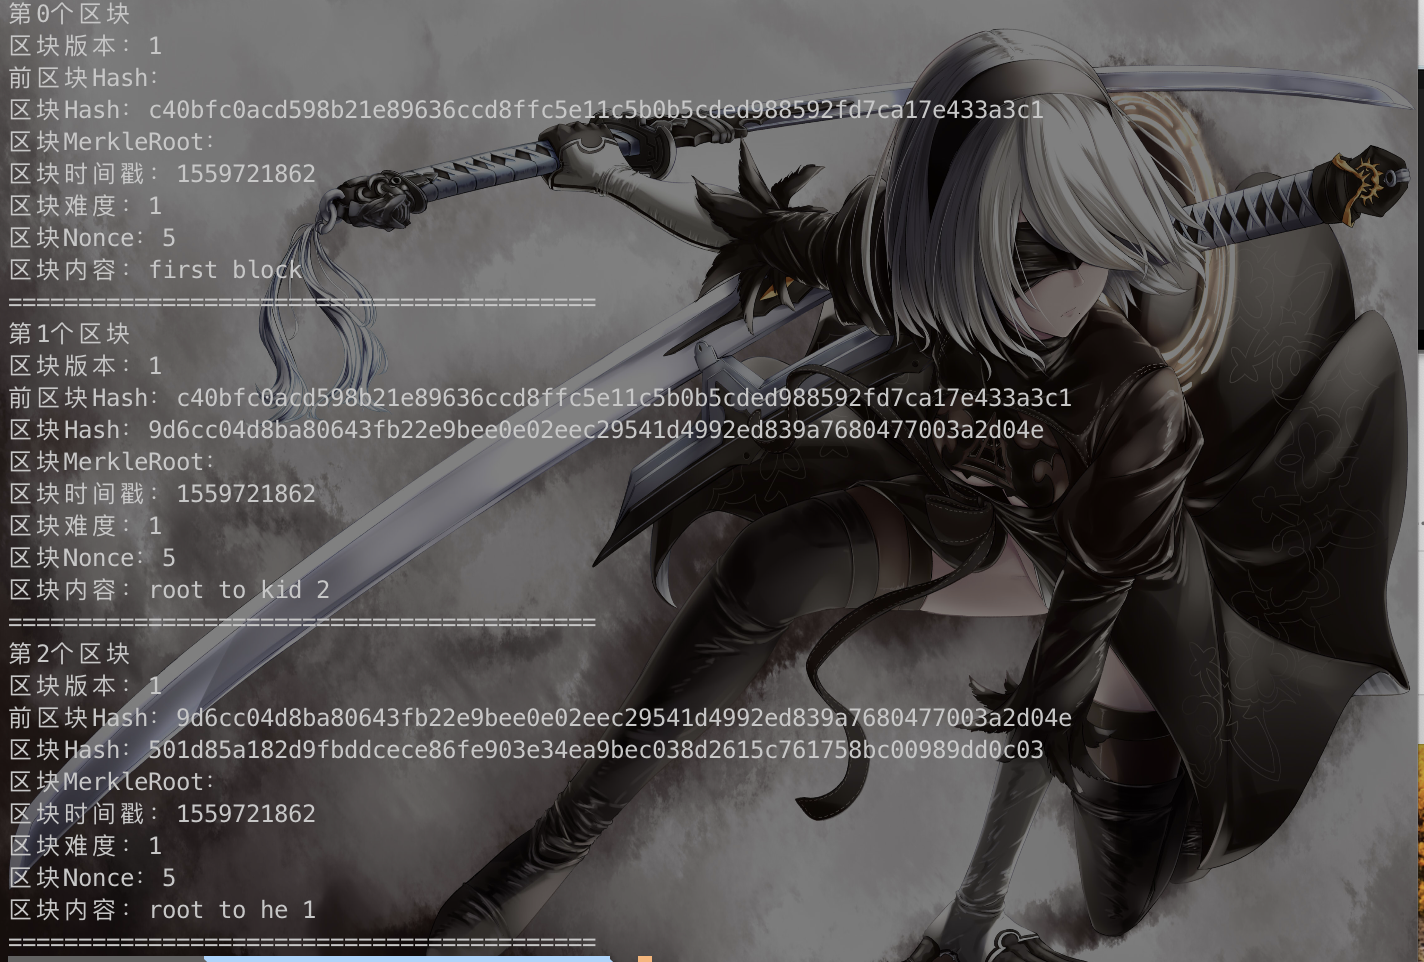 第0个区块
区块版本: 1
前区块Hash:
区块Hash: c40bfc0acd598b21e89636ccd8ffc5e11c5b0b5cded988592fd7ca17e433a3c1
区块MerkleRoot:
区块时间戳: 1559721862
区块难度: 1
区块Nonce: 5
区块内容: first block
==========================================
第1个区块
区块版本: 1
前区块Hash: c40bfc0acd598b21e89636ccd8ffc5e11c5b0b5cded988592fd7ca17e433a3c1
区块Hash: 9d6cc04d8ba80643fb22e9bee0e02eec29541d4992ed839a7680477003a2d04e
区块MerkleRoot:
区块时间戳: 1559721862
区块难度: 1
区块Nonce: 5
区块内容: root to kid 2
==========================================
第2个区块
区块版本: 1
前区块Hash: 9d6cc04d8ba80643fb22e9bee0e02eec29541d4992ed839a7680477003a2d04e
区块Hash: 501d85a182d9fbddcece86fe903e34ea9bec038d2615c761758bc00989dd0c03
区块MerkleRoot:
区块时间戳: 1559721862
区块难度: 1
区块Nonce: 5
区块内容: root to he 1
==========================================